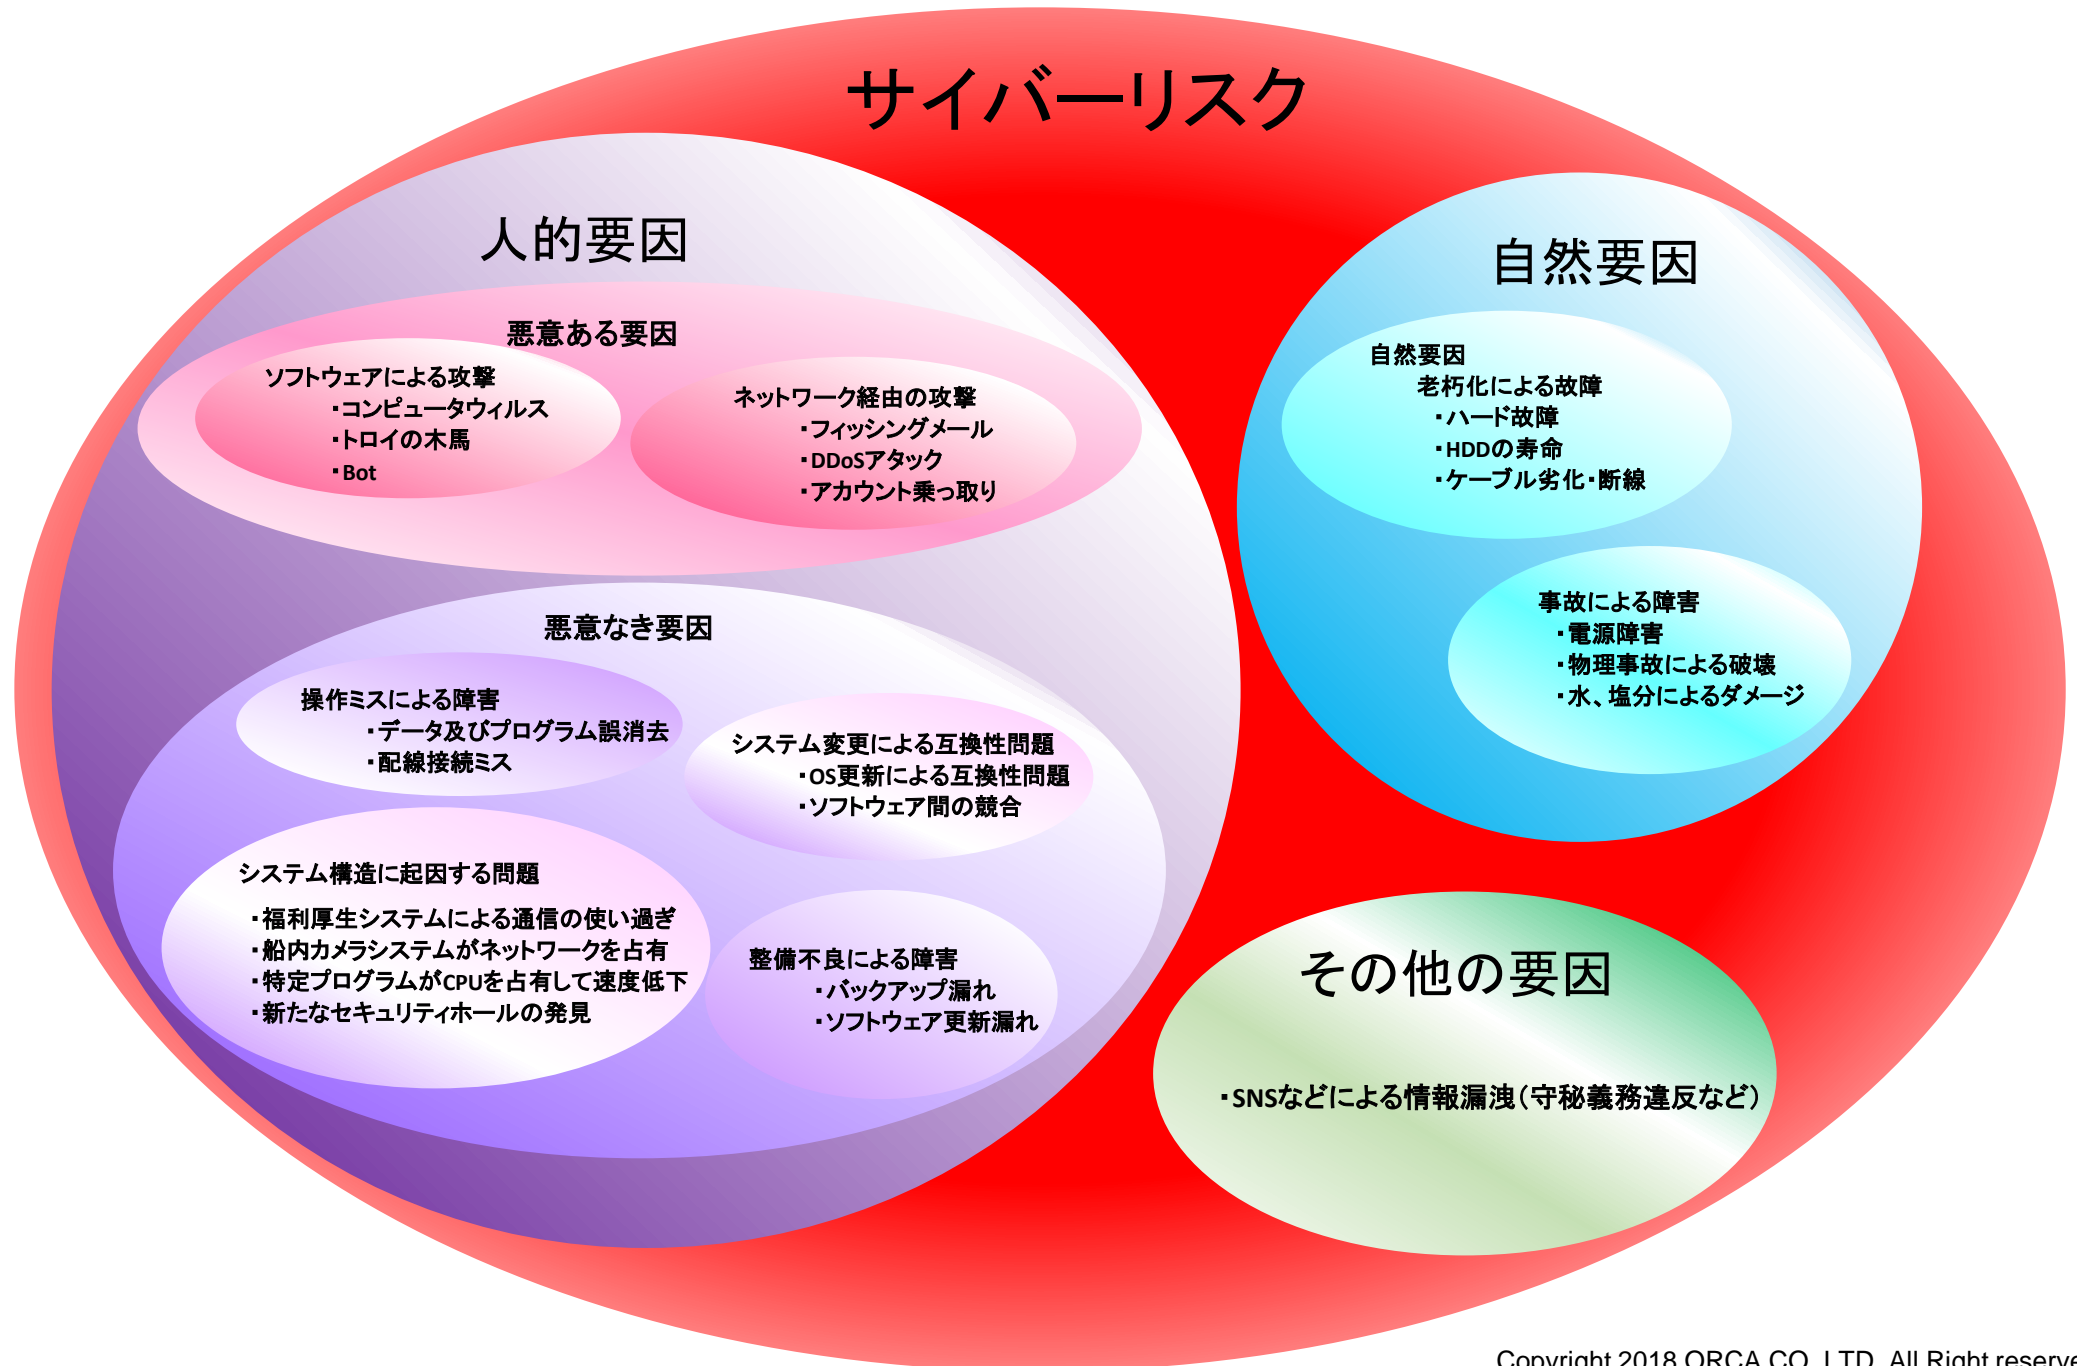 サイバーリスク
人的要因
悪意ある要因
ソフトウェアによる攻撃
・コンピュータウィルス
・トロイの木馬
・Bot
ネットワーク経由の攻撃
・フィッシングメール
・DDoSアタック
・アカウント乗っ取り
悪意なき要因
操作ミスによる障害
・データ及びプログラム誤消去
・配線接続ミス
システム変更による互換性問題
・OS更新による互換性問題
・ソフトウェア間の競合
システム構造に起因する問題
・福利厚生システムによる通信の使い過ぎ
・船内カメラシステムがネットワークを占有
・特定プログラムがCPUを占有して速度低下
・新たなセキュリティホールの発見
整備不良による障害
・バックアップ漏れ
・ソフトウェア更新漏れ
自然要因
自然要因
老朽化による故障
・ハード故障
・HDDの寿命
・ケーブル劣化・断線
事故による障害
・電源障害
・物理事故による破壊
・水、塩分によるダメージ
その他の要因
・SNSなどによる情報漏洩（守秘義務違反など）
Copyright 2018 ORCA CO. LTD. All Right reserve